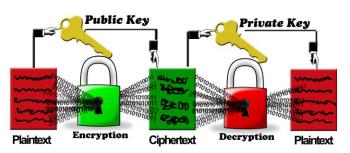 Public Key
Private Key
Encryption
Decryption
Plaintext
Ciphertext
Plaintext